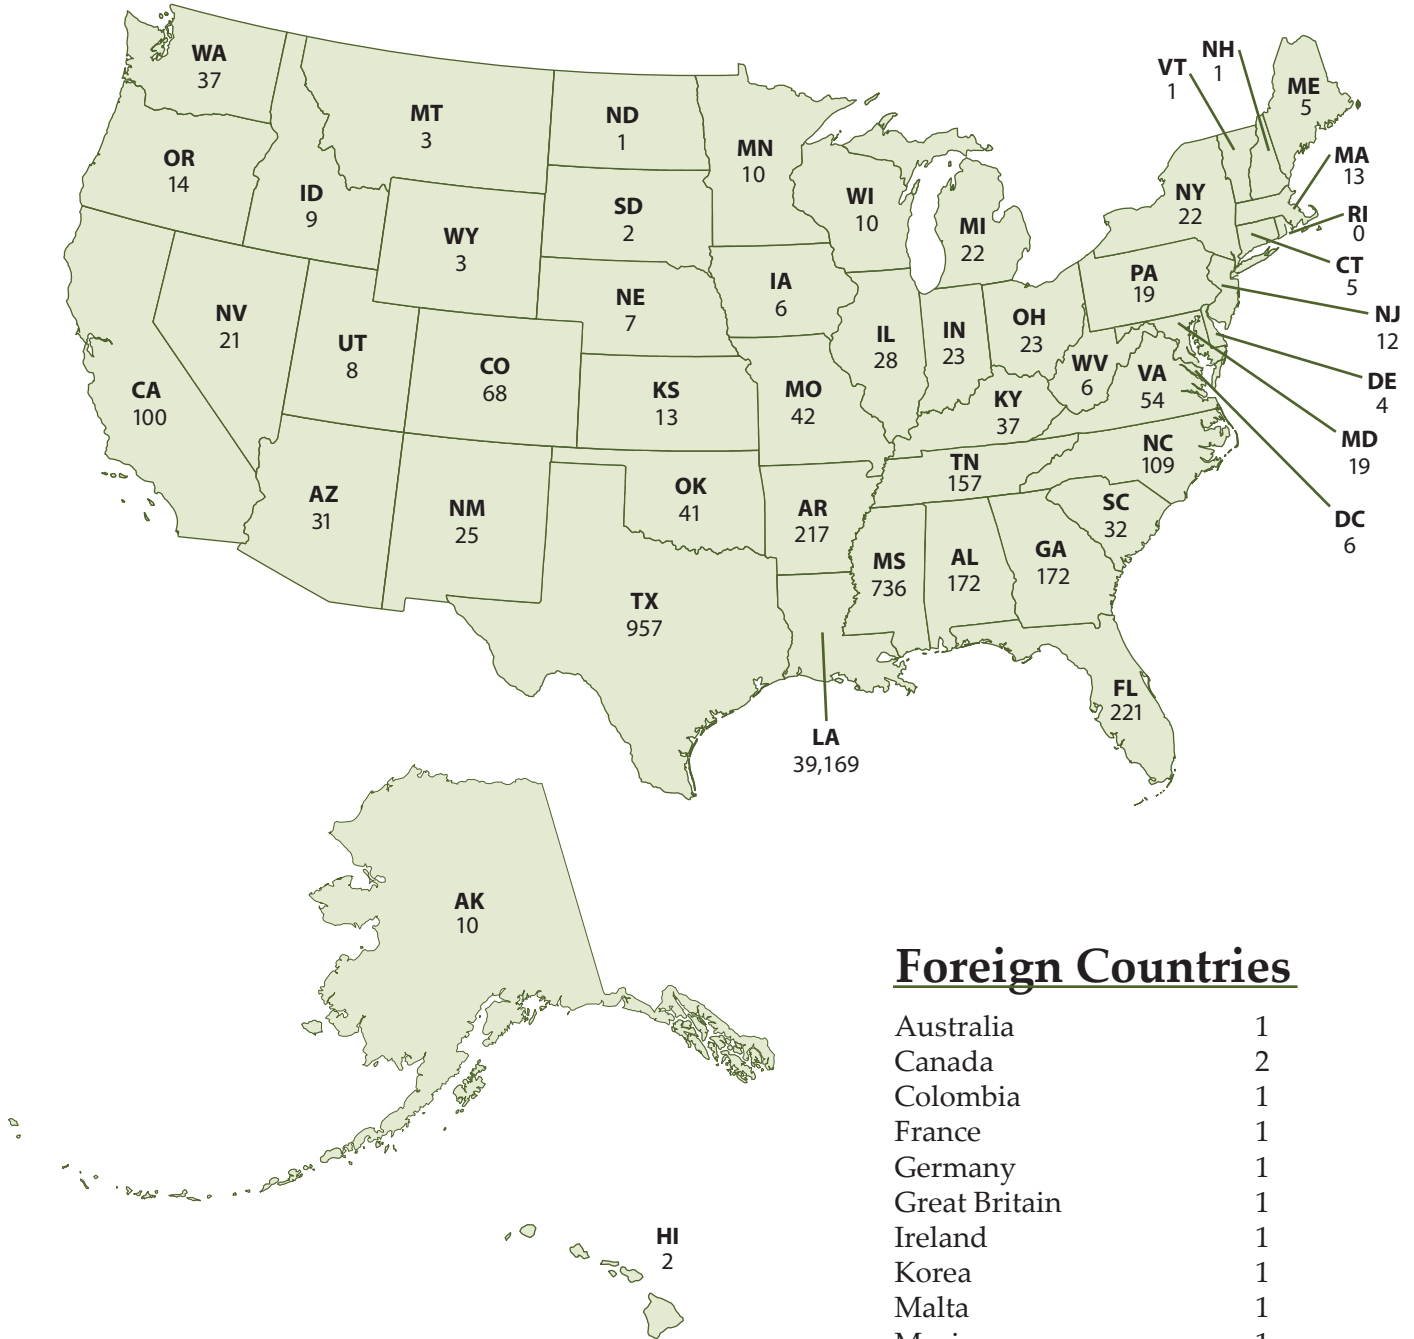 WA
37
OR
14
CA
100
ID
9
NV
21
MT
3
WY
3
UT
8
AZ
31
CO
68
NM
25
ND
1
SD
2
NE
7
KS
13
OK
41
TX
957
MN
10
IA
6
MO
42
AR
217
LA
39,169
WI
10
IL
28
MI
22
IN
23
OH
23
KY
37
TN
157
MS
736
AL
172
GA
172
FL
221
SC
32
NC
109
VA
54
WV
6
PA
19
NY
22
VT
1
NH
1
ME
5
MA
13
RI
0
CT
5
NJ
12
DE
4
MD
19
DC
6
AK
10
HI
2
Foreign Countries
Australia 1
Canada 2
Colombia 1
France 1
Germany 1
Great Britain 1
Ireland 1
Korea 1
Malta 1